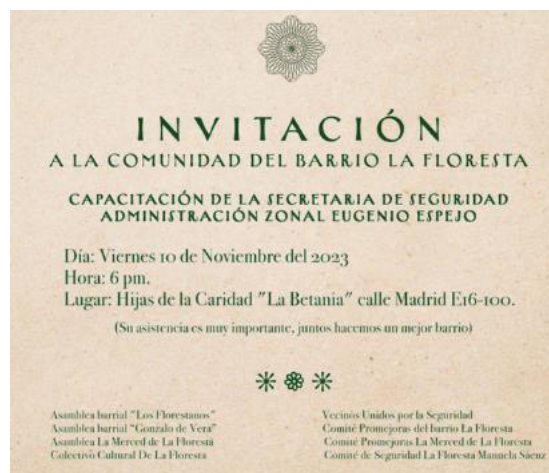 INVITACIÓN
A LA COMUNIDAD DEL BARRIO LA FLORESTA
CAPACITACIÓN DE LA SECRETARIA DE SEGURIDAD
ADMINISTRACIÓN ZONAL EUGENIO ESPEJO
Día: Viernes 10 de Noviembre del 2023
Hora: 6 pm.
Lugar: Hijas de la Caridad "La Betania" calle Madrid E16-100.
(Su asistencia es muy importante, juntos hacemos un mejor barrio)
Asamblea barrial "Los Florestanos"
Asamblea barrial "Gonzalo de Vera"
Asamblea La Merced de La Floresta
Colectivo Cultural De La Floresta
Vecinos Unidos por la Seguridad
Comité Promejoras del barrio La Floresta
Comité Promejoras La Merced de La Floresta
Comité de Seguridad La Floresta Manuela Sáenz